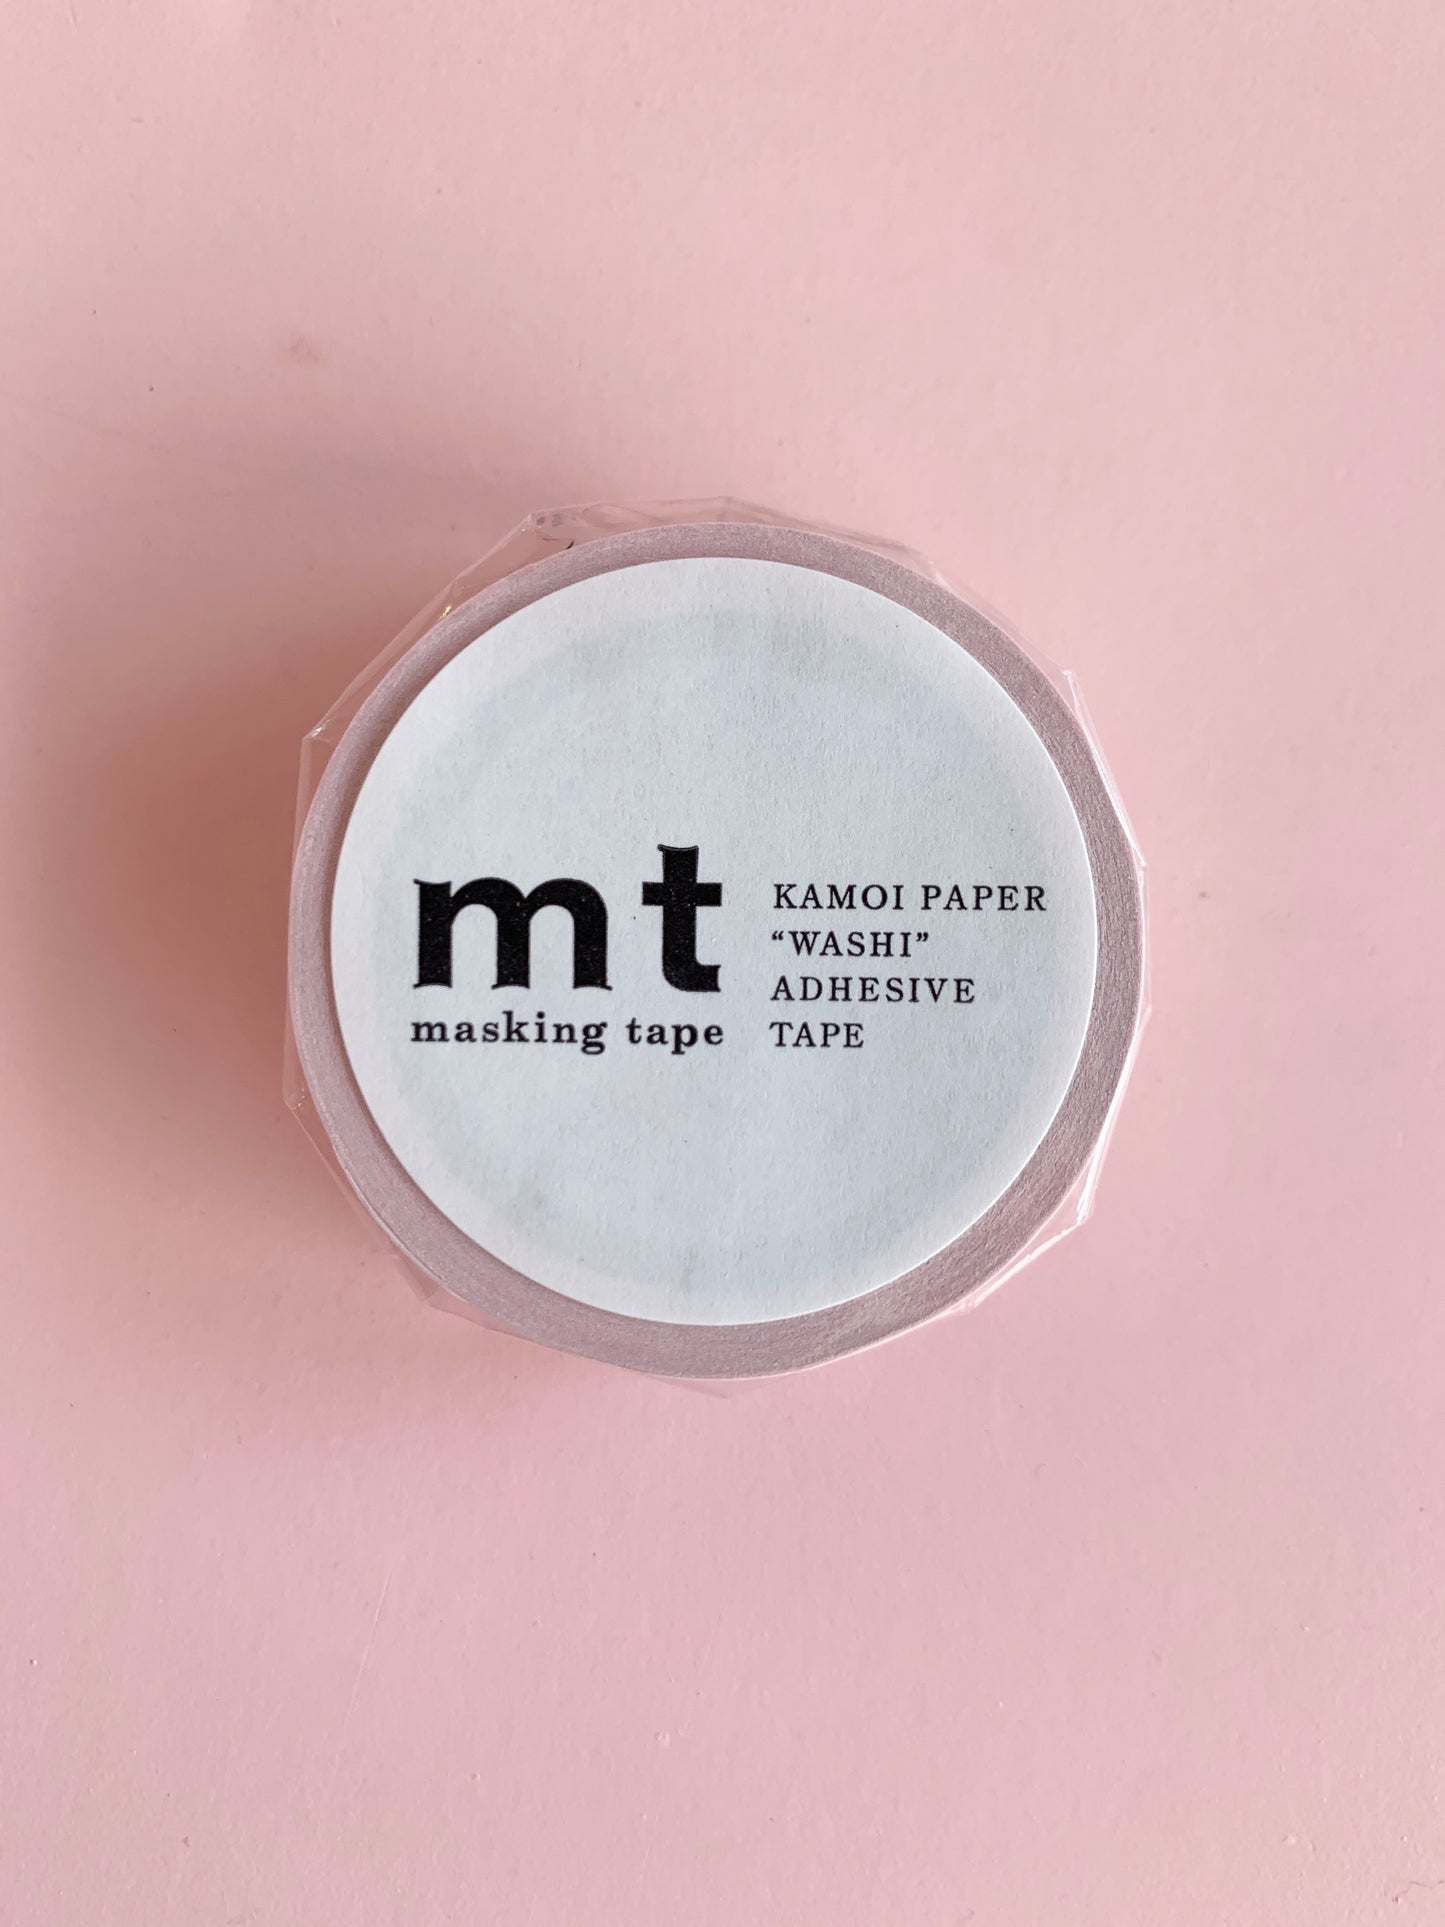 mt
masking tape
KAMOI PAPER
“WASHI”
ADHESIVE
TAPE